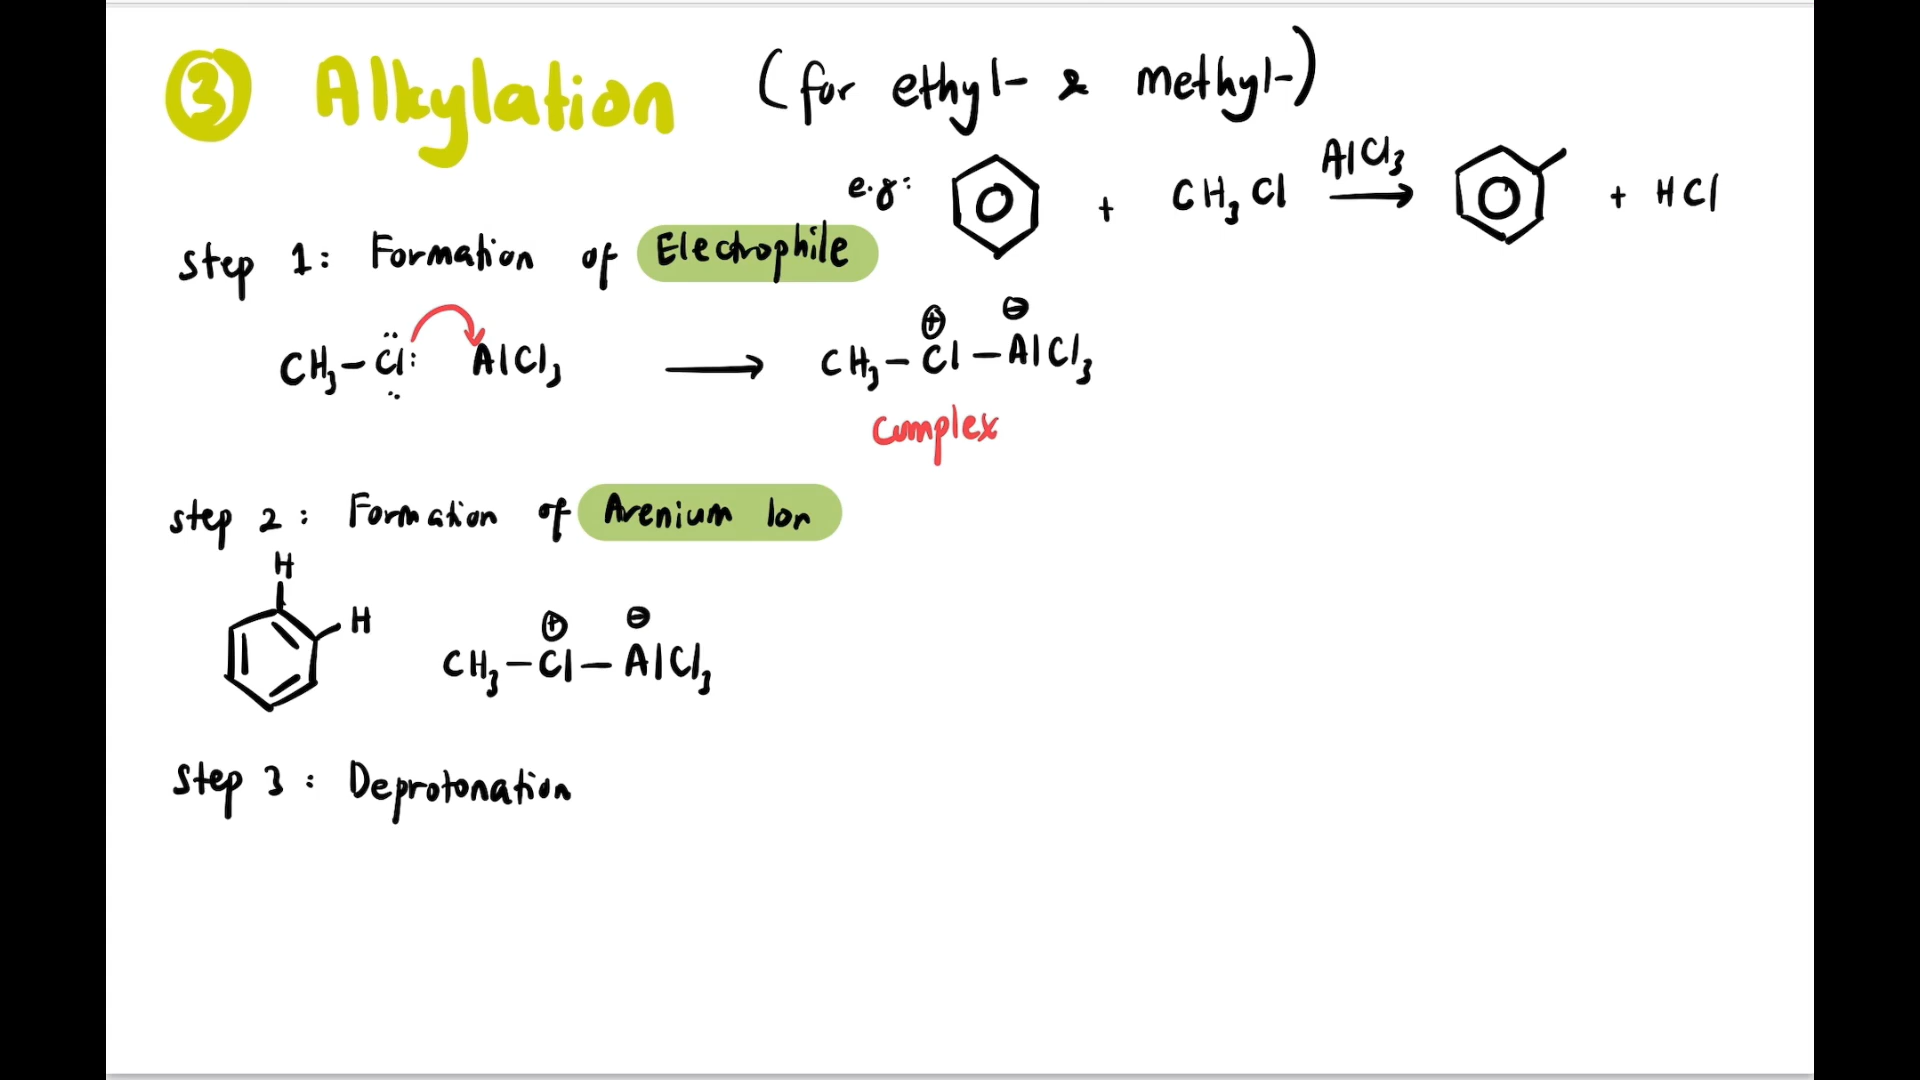 ③ Alkylation (for ethyl- & methyl-)
e.g: + CH₃Cl AlCl₃ → + HCl
step 1: Formation of Electrophile
CH₃–Cl: AlCl₃ → CH₃–Cl–AlCl₃
⊕ ⊖
complex
step 2: Formation of Arenium Ion
H
H
CH₃–Cl–AlCl₃
⊕ ⊖
step 3: Deprotonation